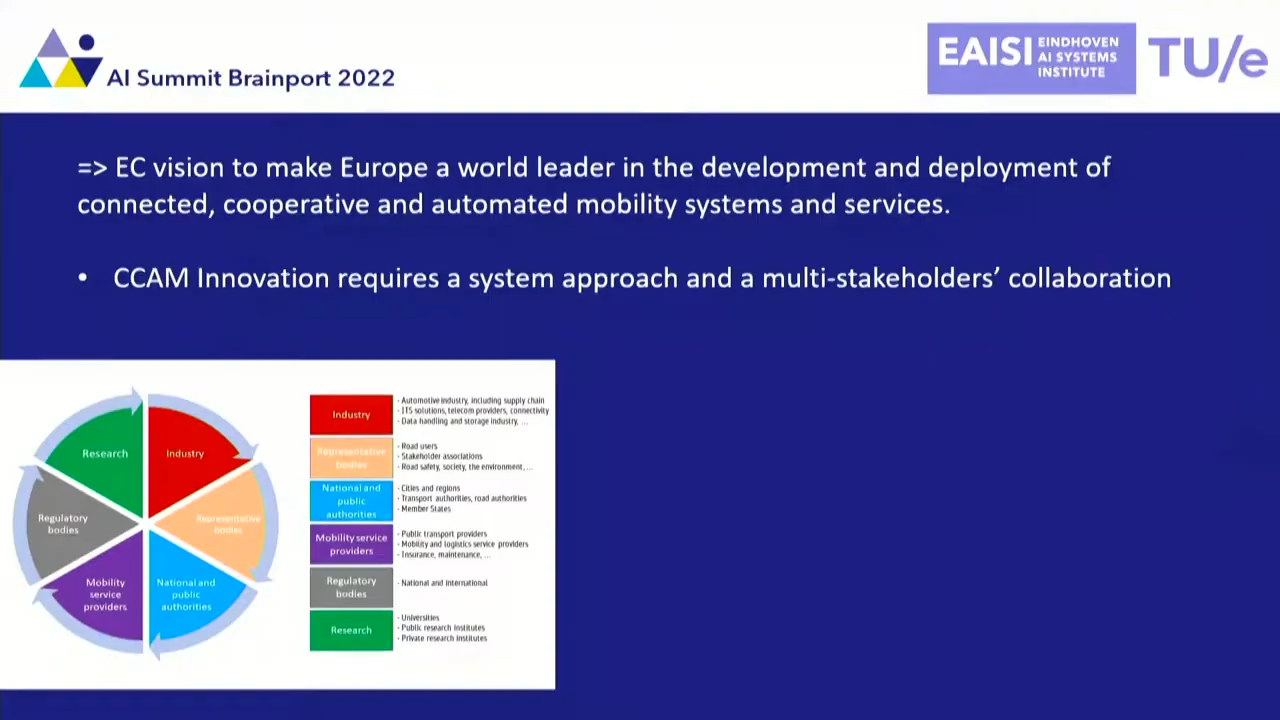 AI Summit Brainport 2022
EAISI
EINDHOVEN
AI SYSTEMS
INSTITUTE
TU/e
=> EC vision to make Europe a world leader in the development and deployment of
connected, cooperative and automated mobility systems and services.
• CCAM Innovation requires a system approach and a multi-stakeholders’ collaboration
Research
Industry
Regulatory
bodies
Representative
bodies
Mobility
service
providers
National and
public
authorities
Industry
- Automotive industry, including supply chain
- ITS solutions, telecom providers, connectivity
- Data handling and storage industry, ...
Representative
bodies
- Road users
- Stakeholder associations
- Road safety, society, the environment, ...
National and
public
authorities
- Cities and regions
- Transport authorities, road authorities
- Member States
Mobility service
providers
- Public transport providers
- Mobility and logistics service providers
- Insurance, maintenance, ...
Regulatory
bodies
- National and international
Research
- Universities
- Public research institutes
- Private research institutes